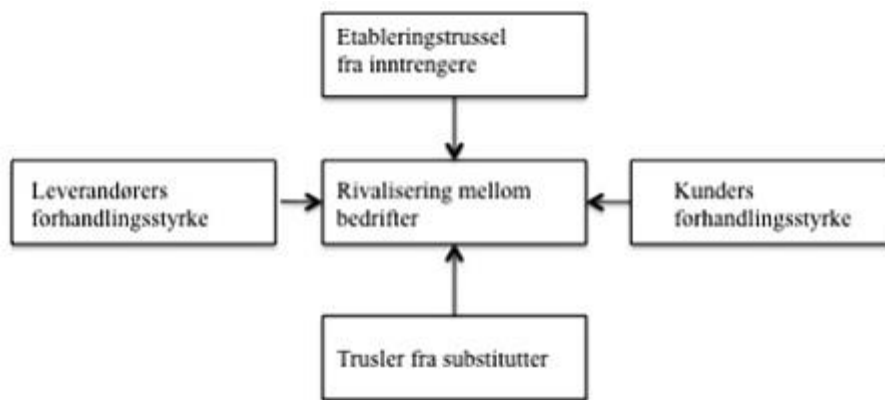 Etableringstrussel
fra inntrengere
Leverandørers
forhandlingsstyrke
Rivalisering mellom
bedrifter
Kunders
forhandlingsstyrke
Trusler fra substitutter